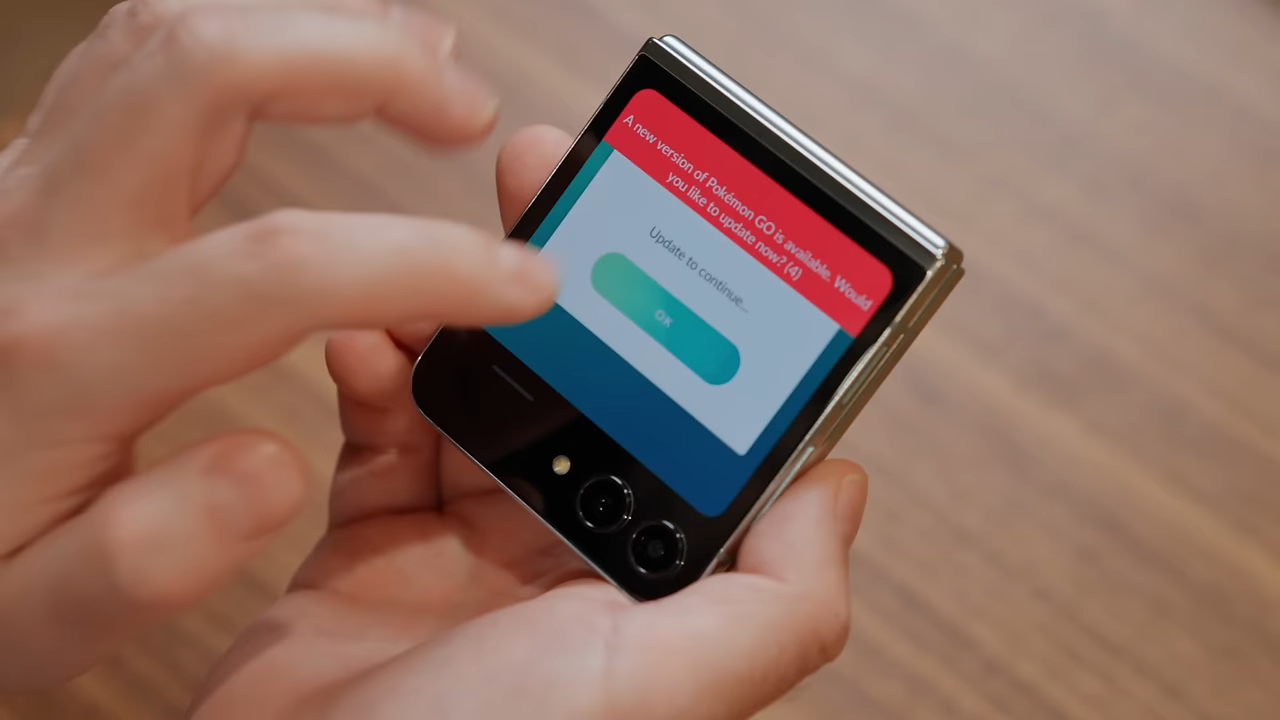 A new version of Pokémon GO is available. Would
you like to update now? (4)
Update to continue...
OK